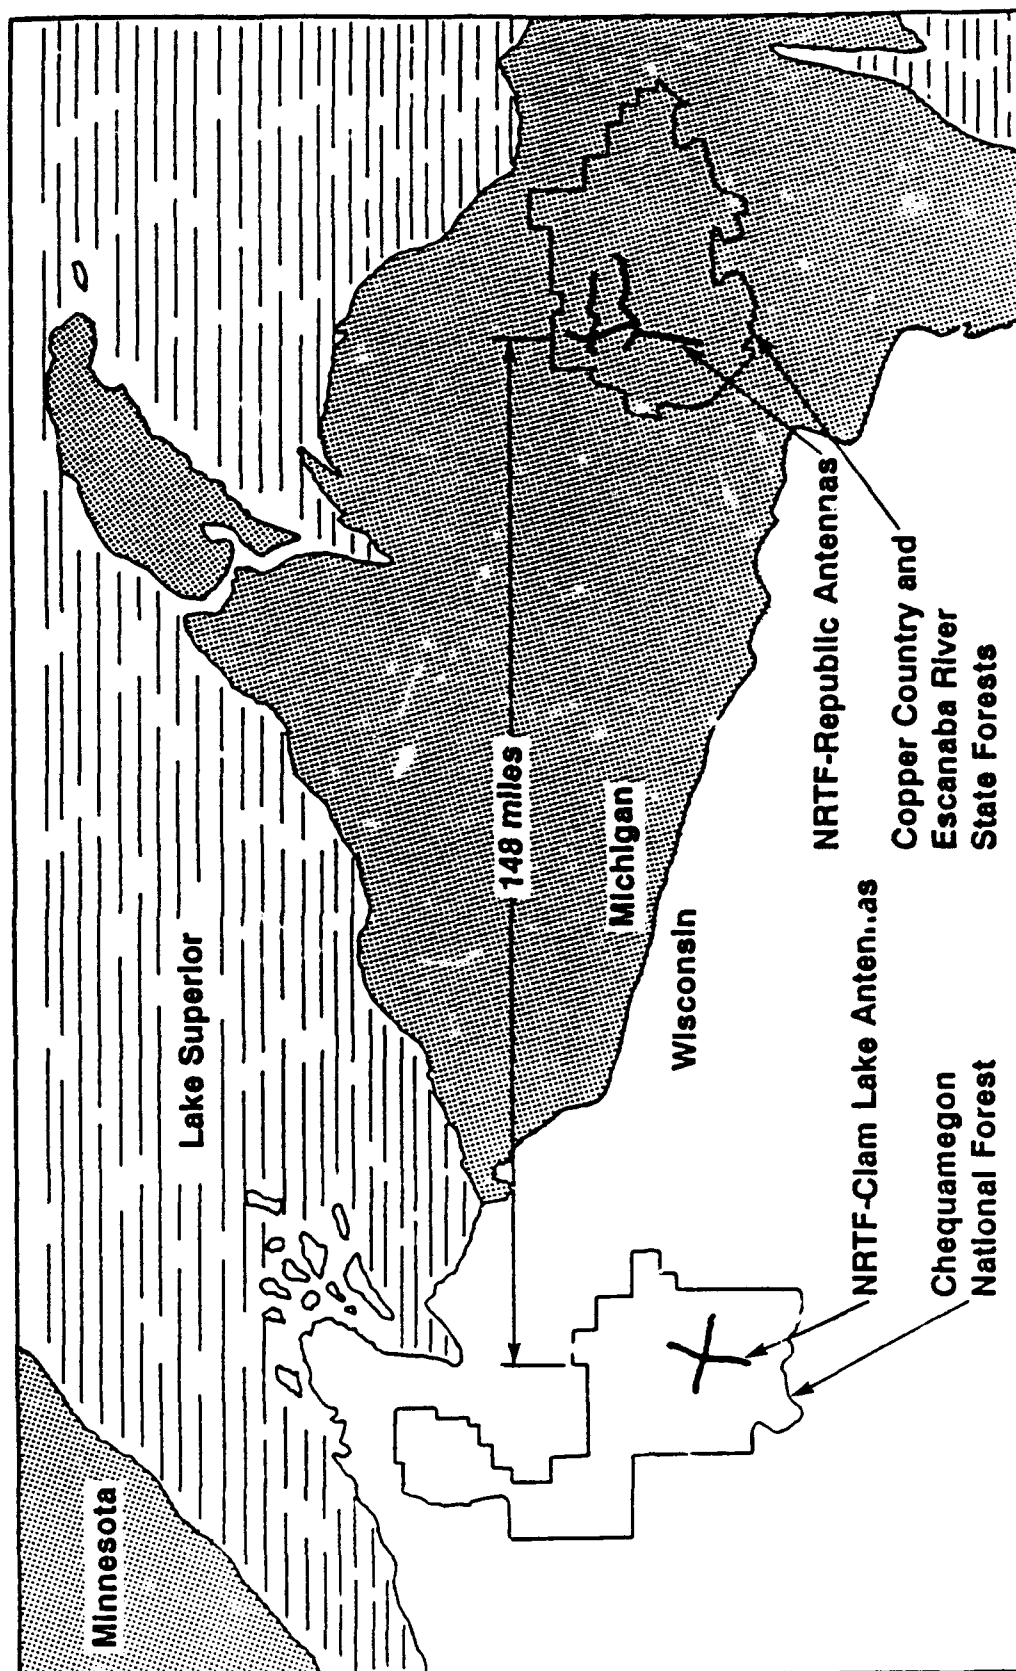 Minnesota
Lake Superior
148 miles
Michigan
Wisconsin
NRTF-Clam Lake Antennas
Chequamegon
National Forest
NRTF-Republic Antennas
Copper Country and
Escanaba River
State Forests